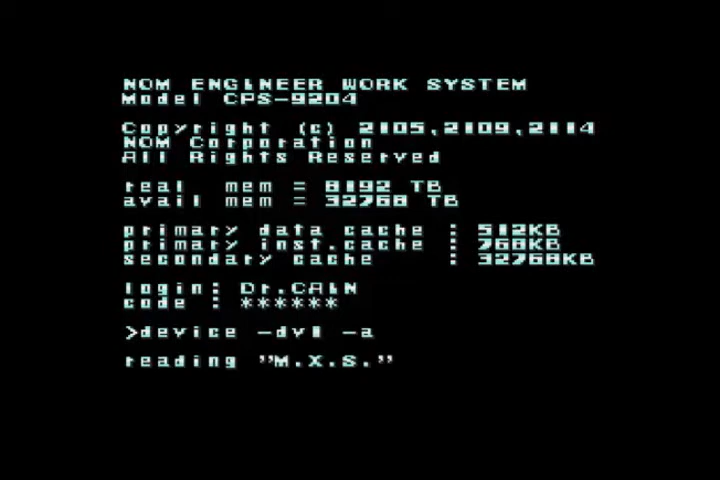 NOM ENGINEER WORK SYSTEM
Model CPS-9204
Copyright (c) 2105,2109,2114
NOM Corporation
All Rights Reserved
real mem = 8192 TB
avail mem = 32768 TB
primary data cache : 512KB
primary inst.cache : 768KB
secondary cache : 32768KB
login: Dr.CAIN
code : ******
>device -dv1 -a
reading "M.X.S."